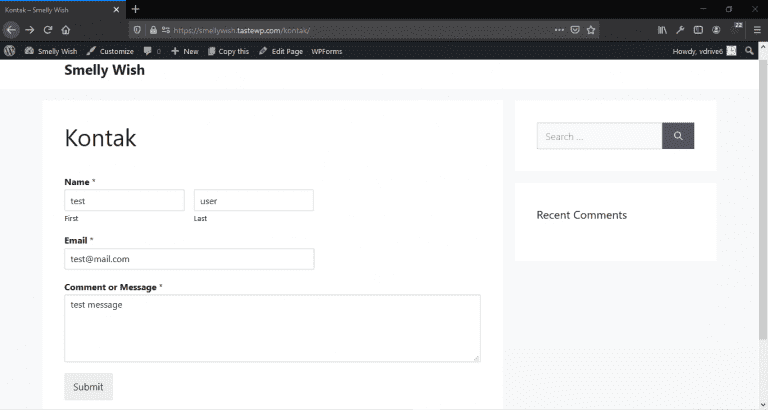 Kontak – Smelly Wish
https://smellywish.tastewp.com/kontak/
22
Smelly Wish Customize 0 New Copy this Edit Page WPForms Howdy, vdrive6
Smelly Wish
Kontak
Name *
test user
First Last
Email *
test@mail.com
Comment or Message *
test message
Submit
Search ...
Recent Comments